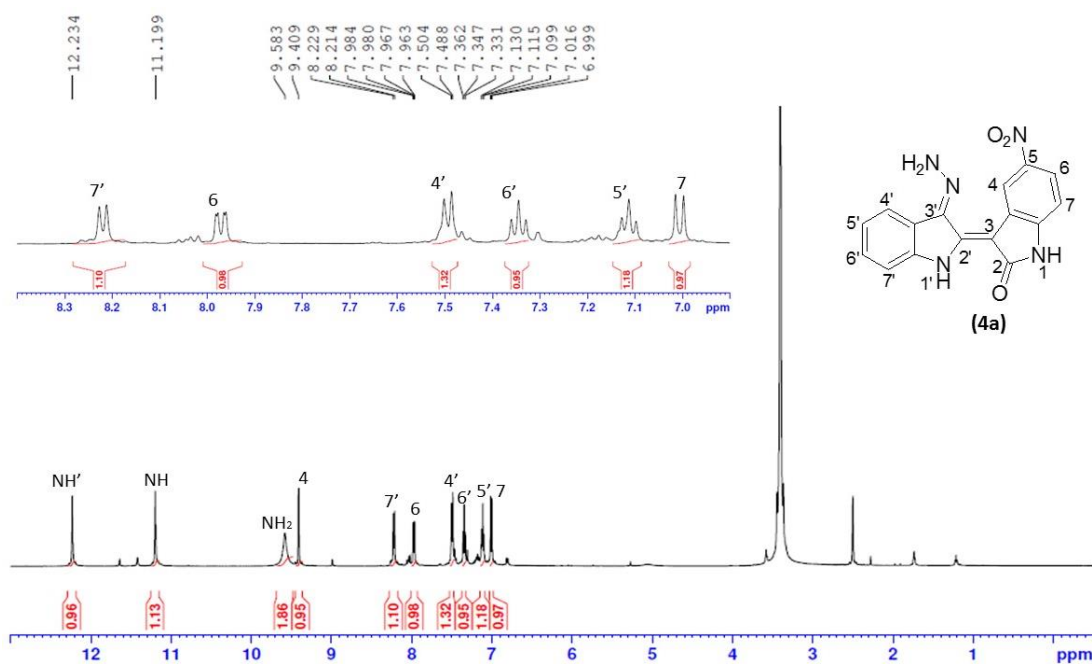 12.234
11.199
9.583
9.409
8.229
8.214
7.984
7.980
7.967
7.963
7.504
7.488
7.362
7.347
7.331
7.130
7.115
7.099
7.016
6.999
7' 6 4' 6' 5' 7
1.10 0.98 1.32 0.95 1.18 0.97
8.3 8.2 8.1 8.0 7.9 7.8 7.7 7.6 7.5 7.4 7.3 7.2 7.1 7.0 ppm
O₂N
5
6
H₂N
4
7
N
4'
3'
3
5'
2'
2
NH
1
6'
7'
NH
1'
O
(4a)
NH' NH NH₂ 4 7' 6 4' 6' 5' 7
0.96 1.13 1.86 0.95 1.10 0.98 1.32 0.95 1.18 0.97
12 11 10 9 8 7 6 5 4 3 2 1 ppm